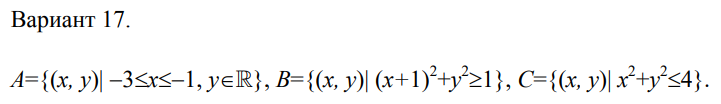 Вариант 17.
A={(x, y)| –3≤x≤–1, y∈ℝ}, B={(x, y)| (x+1)²+y²≥1}, C={(x, y)| x²+y²≤4}.